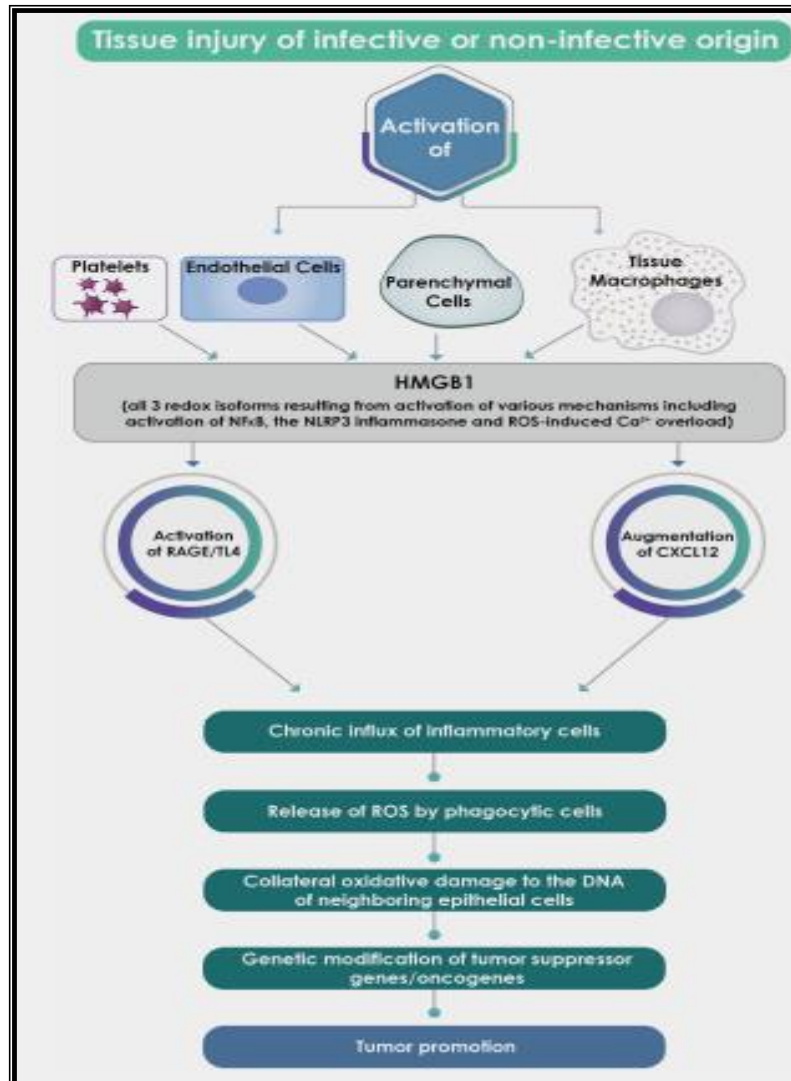 Tissue injury of infective or non-infective origin
Activation
of
Platelets
Endothelial Cells
Parenchymal
Cells
Tissue
Macrophages
HMGB1
(all 3 redox isoforms resulting from activation of various mechanisms including
activation of NFκB, the NLRP3 inflammasone and ROS-induced Ca²⁺ overload)
Activation
of RAGE/TL4
Augmentation
of CXCL12
Chronic influx of inflammatory cells
Release of ROS by phagocytic cells
Collateral oxidative damage to the DNA
of neighboring epithelial cells
Genetic modification of tumor suppressor
genes/oncogenes
Tumor promotion